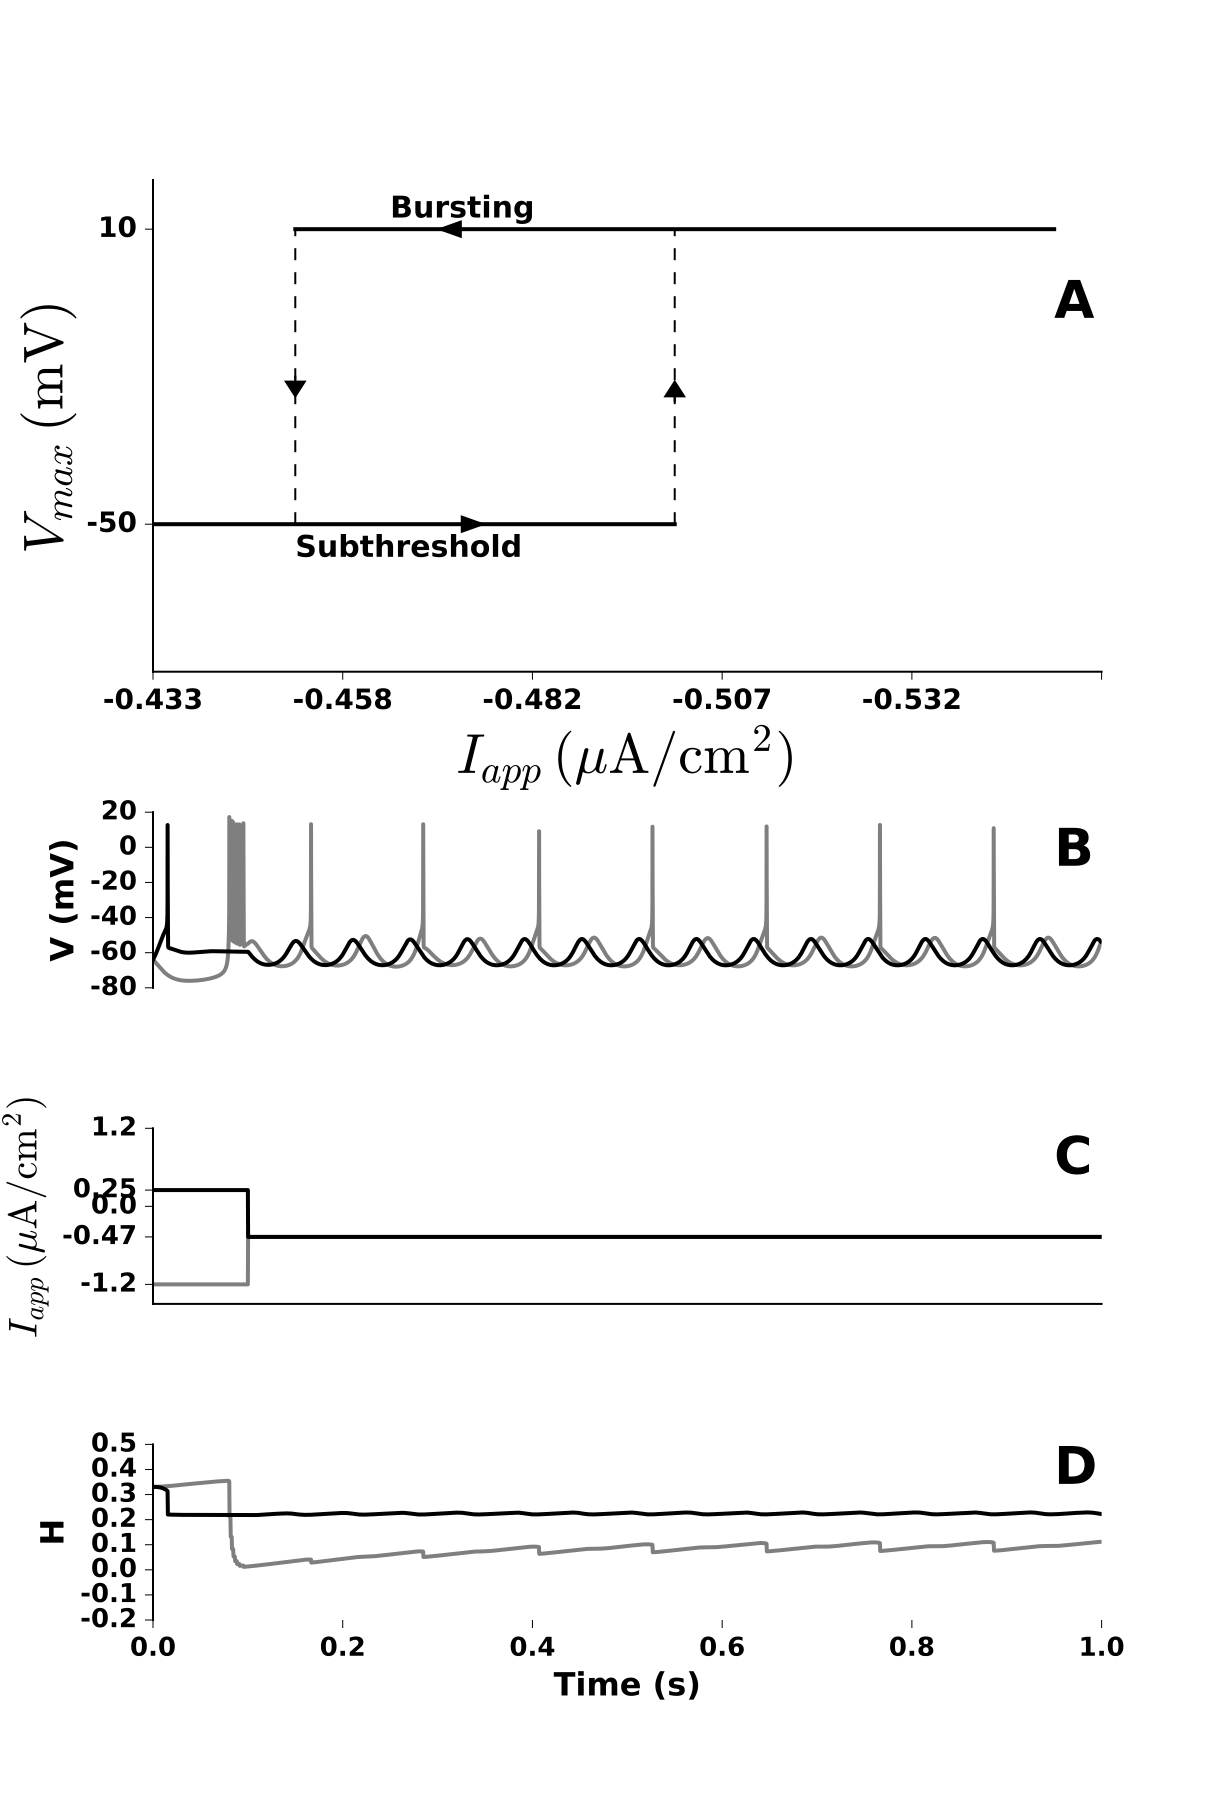 Bursting
10
A
V_max (mV)
-50
Subthreshold
-0.433 -0.458 -0.482 -0.507 -0.532
I_app (μA/cm²)
20
0
-20
-40
-60
-80
V (mV)
B
1.2
0.25
0.0
-0.47
-1.2
I_app (μA/cm²)
C
0.5
0.4
0.3
0.2
0.1
0.0
-0.1
-0.2
H
D
0.0 0.2 0.4 0.6 0.8 1.0
Time (s)